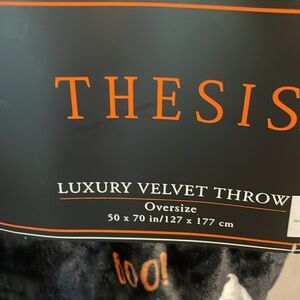 THESIS
LUXURY VELVET THROW
Oversize
50 x 70 in/127 x 177 cm
BOO!